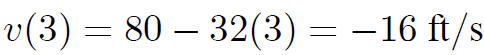 v(3) = 80 − 32(3) = −16 ft/s